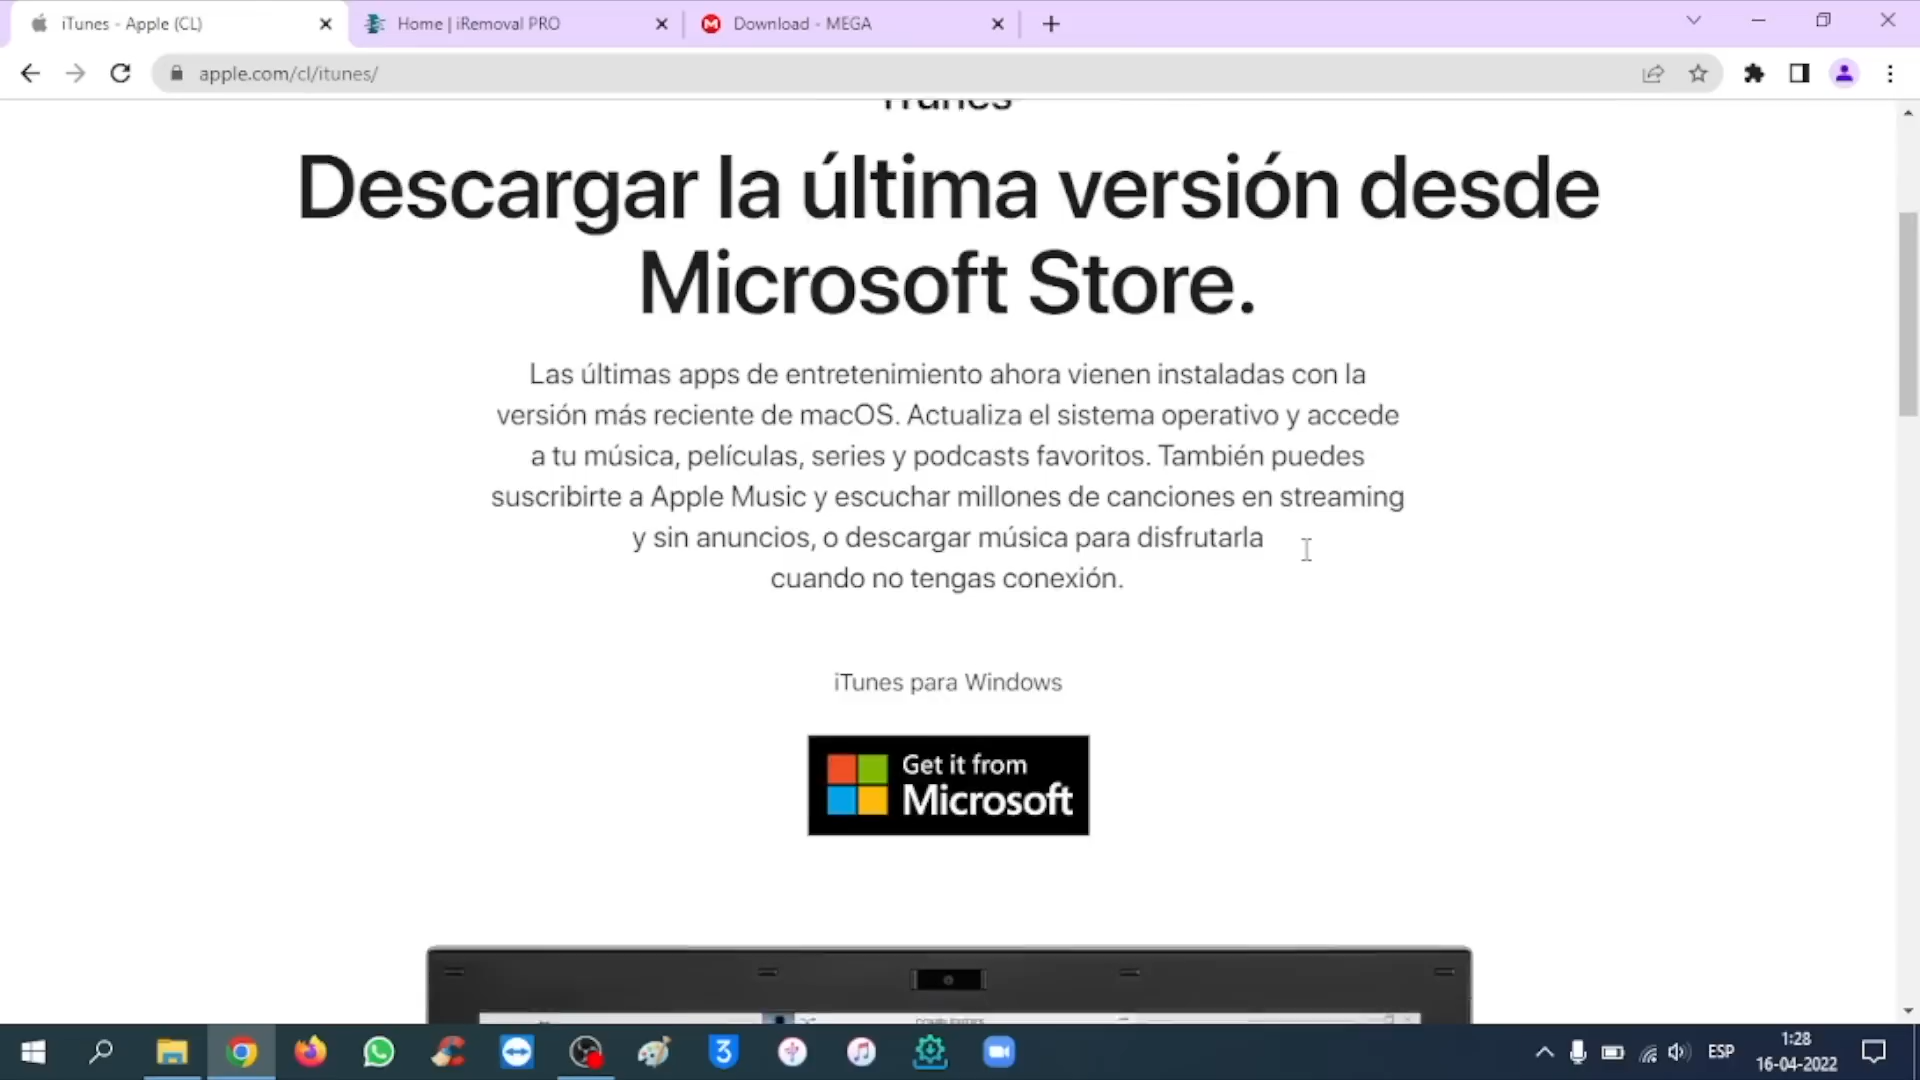 iTunes - Apple (CL)
Home | iRemoval PRO
Download - MEGA
apple.com/cl/itunes/
iTunes
Descargar la última versión desde
Microsoft Store.
Las últimas apps de entretenimiento ahora vienen instaladas con la
versión más reciente de macOS. Actualiza el sistema operativo y accede
a tu música, películas, series y podcasts favoritos. También puedes
suscribirte a Apple Music y escuchar millones de canciones en streaming
y sin anuncios, o descargar música para disfrutarla
cuando no tengas conexión.
iTunes para Windows
Get it from
Microsoft
3
ESP
1:28
16-04-2022